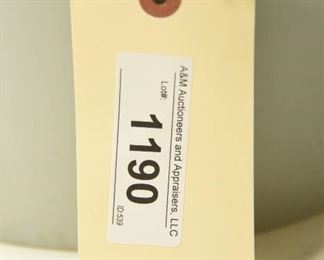 A&M Auctioneers and Appraisers, LLC
Lot#:
1190
ID:539